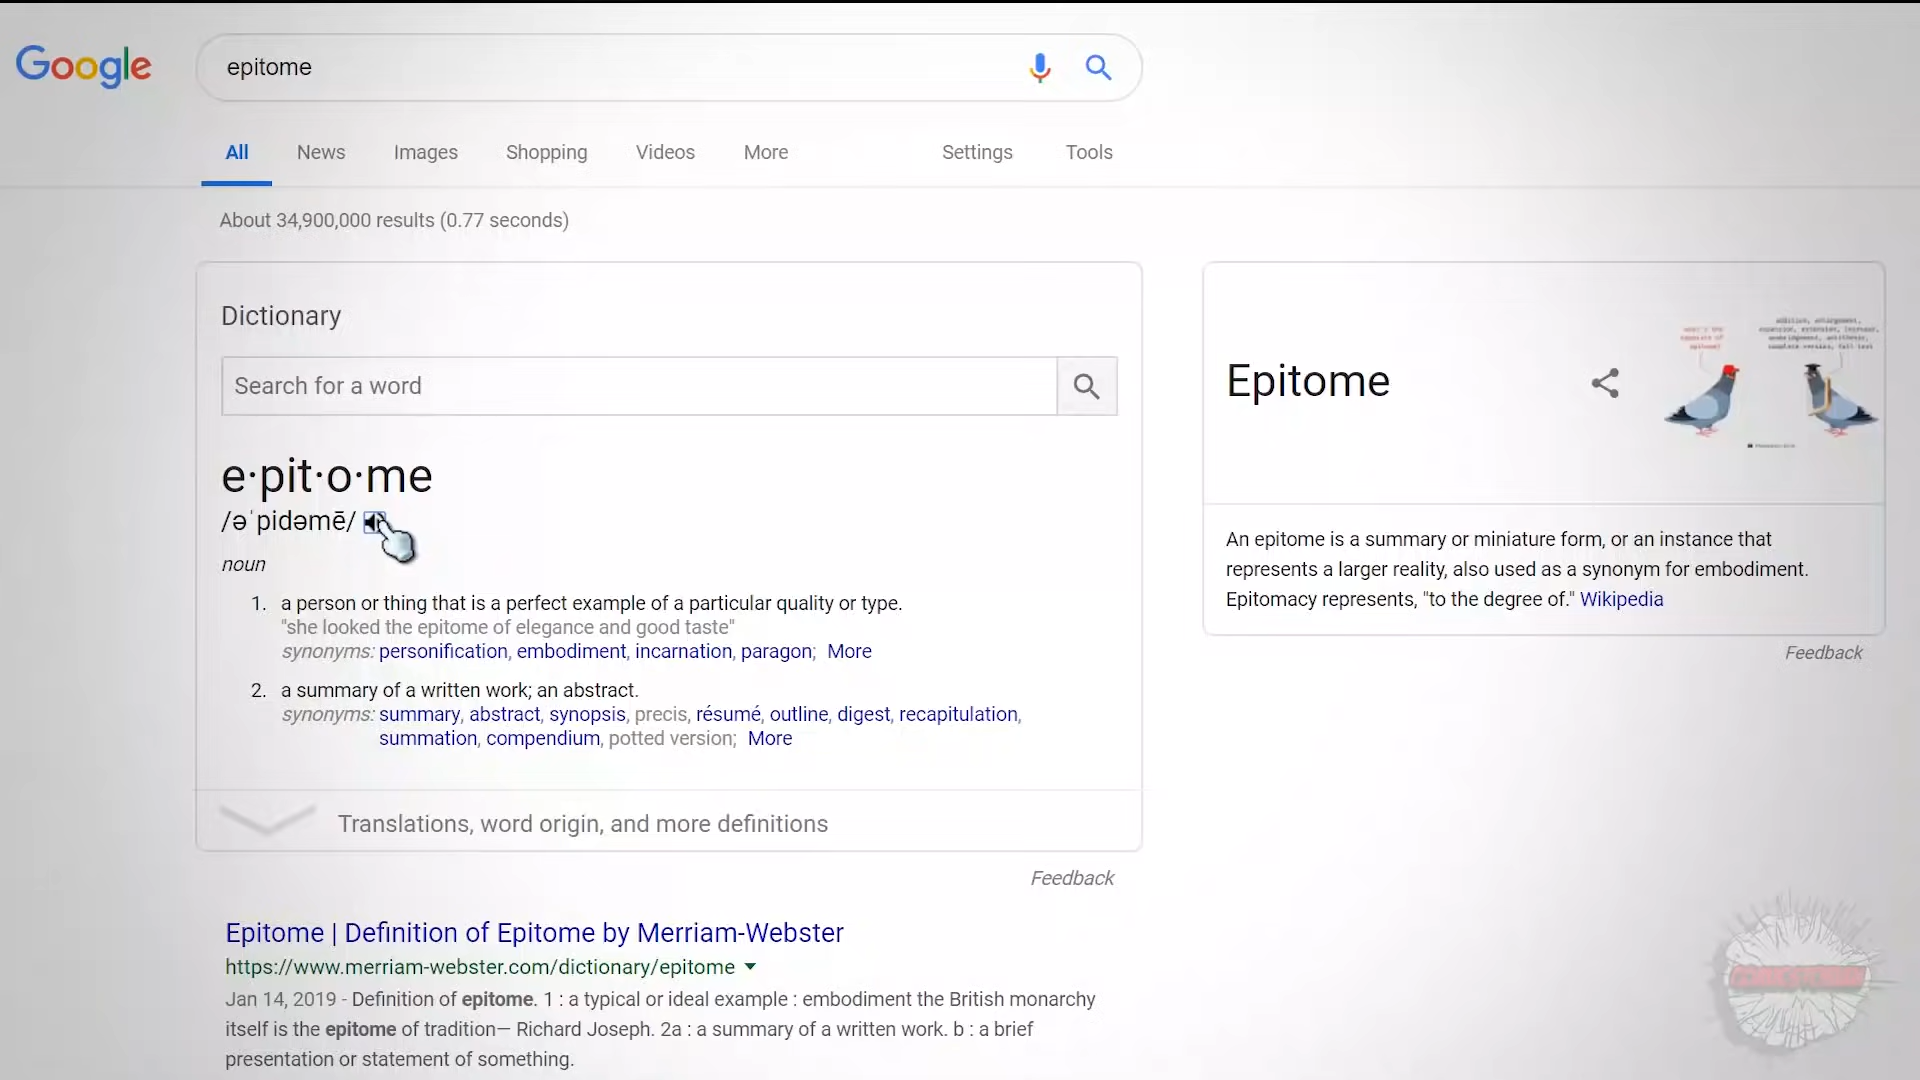 Google
epitome
All News Images Shopping Videos More Settings Tools
About 34,900,000 results (0.77 seconds)
Dictionary
Search for a word
e·pit·o·me
/əˈpidəmē/
noun
1. a person or thing that is a perfect example of a particular quality or type.
"she looked the epitome of elegance and good taste"
synonyms: personification, embodiment, incarnation, paragon; More
2. a summary of a written work; an abstract.
synonyms: summary, abstract, synopsis, precis, résumé, outline, digest, recapitulation,
summation, compendium, potted version; More
Translations, word origin, and more definitions
Feedback
Epitome | Definition of Epitome by Merriam-Webster
https://www.merriam-webster.com/dictionary/epitome
Jan 14, 2019 - Definition of epitome. 1 : a typical or ideal example : embodiment the British monarchy
itself is the epitome of tradition— Richard Joseph. 2a : a summary of a written work. b : a brief
presentation or statement of something.
Epitome
what's the
opposite of
epitome?
An epitome is a summary or miniature form, or an instance that
represents a larger reality, also used as a synonym for embodiment.
Epitomacy represents, "to the degree of." Wikipedia
Feedback